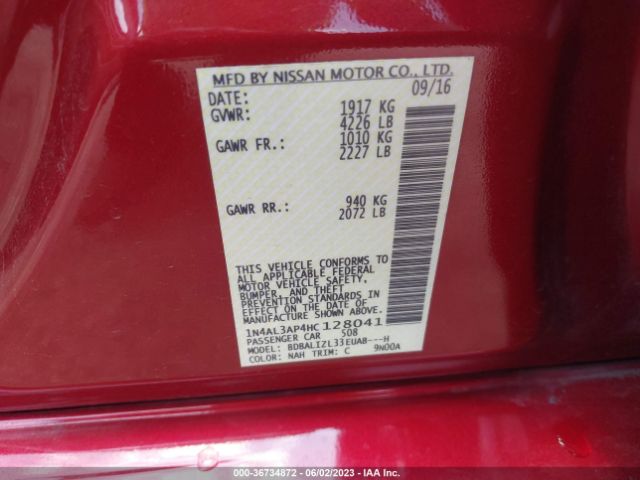 MFD BY NISSAN MOTOR CO., LTD.
DATE: 09/16
GVWR: 1917 KG
4226 LB
GAWR FR.: 1010 KG
2227 LB
GAWR RR.: 940 KG
2072 LB
THIS VEHICLE CONFORMS TO
ALL APPLICABLE FEDERAL
MOTOR VEHICLE SAFETY,
BUMPER, AND THEFT
PREVENTION STANDARDS IN
EFFECT ON THE DATE OF
MANUFACTURE SHOWN ABOVE.
1N4AL3AP4HC128041
PASSENGER CAR 508
MODEL: BDBALIZL33EUAB---H
COLOR: NAH TRIM: C 9N00A
000-36734872 - 06/02/2023 - IAA Inc.